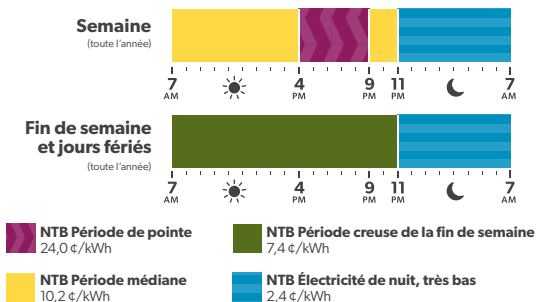 Semaine
(toute l'année)
7 AM
4 PM
9 PM
11 PM
7 AM
Fin de semaine
et jours fériés
(toute l'année)
7 AM
4 PM
9 PM
11 PM
7 AM
NTB Période de pointe
24,0 ¢/kWh
NTB Période creuse de la fin de semaine
7,4 ¢/kWh
NTB Période médiane
10,2 ¢/kWh
NTB Électricité de nuit, très bas
2,4 ¢/kWh